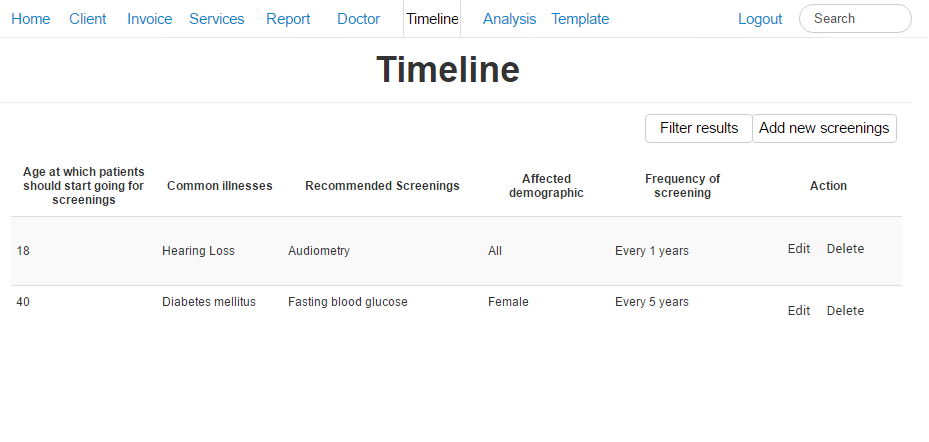 Home Client Invoice Services Report Doctor Timeline Analysis Template Logout Search
Timeline
Filter results Add new screenings
Age at which patients should start going for screenings Common illnesses Recommended Screenings Affected demographic Frequency of screening Action
18 Hearing Loss Audiometry All Every 1 years Edit Delete
40 Diabetes mellitus Fasting blood glucose Female Every 5 years Edit Delete